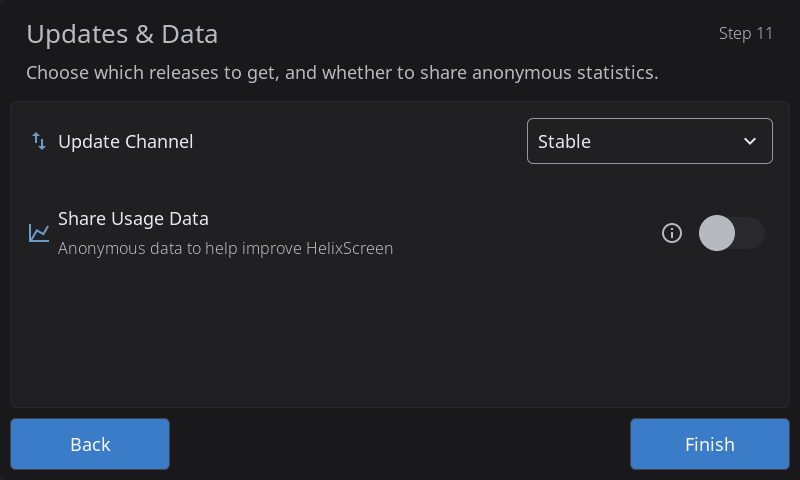 Updates & Data
Step 11
Choose which releases to get, and whether to share anonymous statistics.
Update Channel
Stable
Share Usage Data
Anonymous data to help improve HelixScreen
Back
Finish